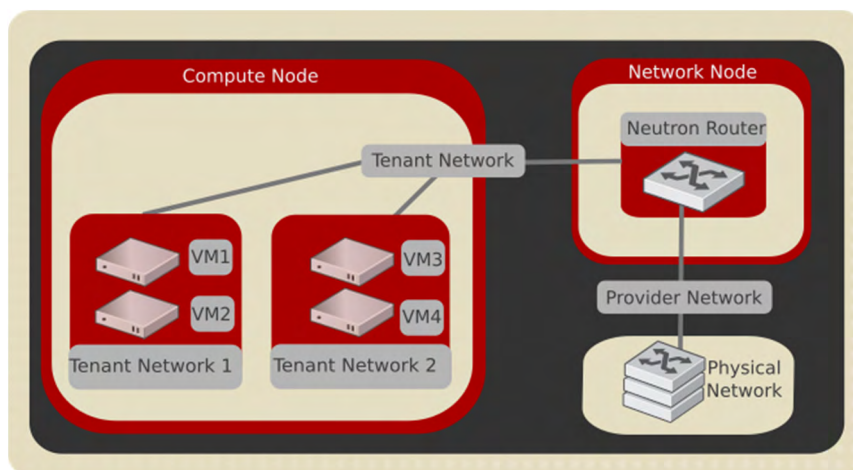 Compute Node
Network Node
Neutron Router
Tenant Network
VM1
VM3
VM2
VM4
Provider Network
Tenant Network 1
Tenant Network 2
Physical
Network